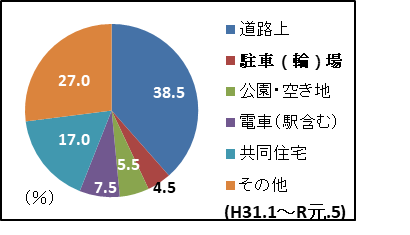 道路上
駐車（輪）場
公園・空き地
電車（駅含む）
共同住宅
その他
38.5
4.5
5.5
7.5
17.0
27.0
（％）
(H31.1～R元.5)